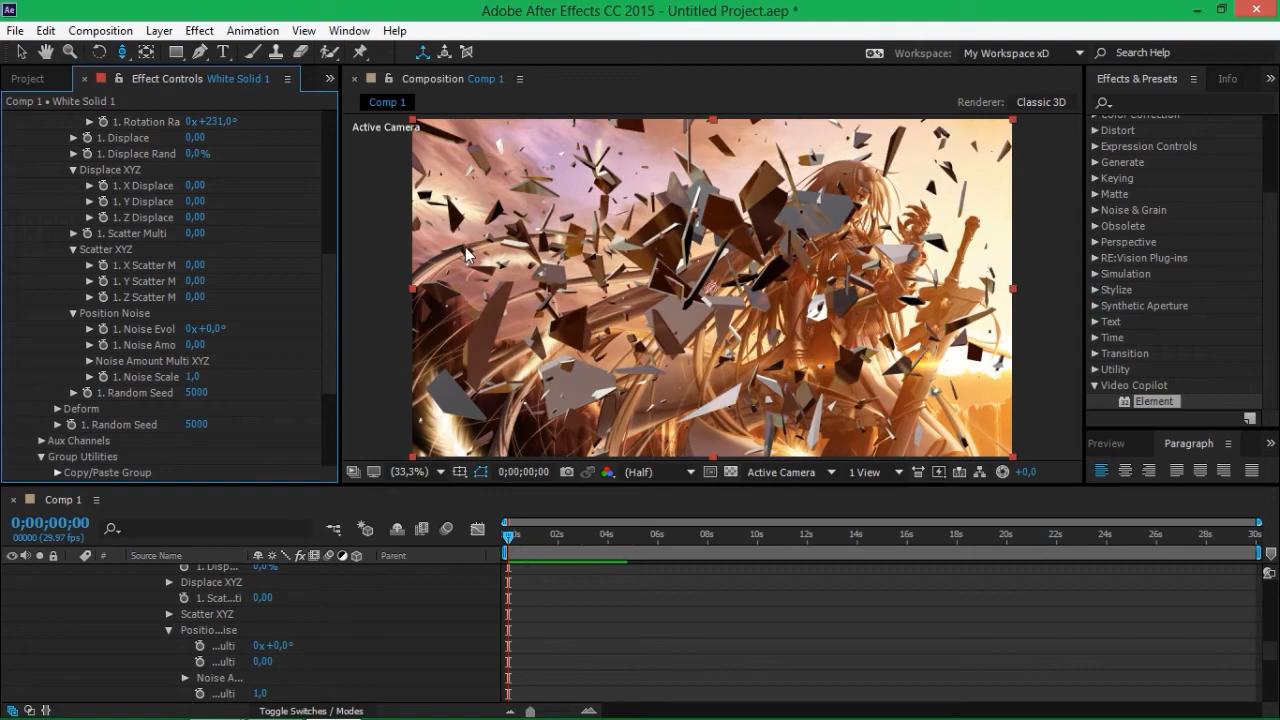 Ae Adobe After Effects CC 2015 - Untitled Project.aep *
File Edit Composition Layer Effect Animation View Window Help
Workspace: My Workspace xD Search Help
Project Effect Controls White Solid 1 Composition Comp 1 Effects & Presets Info
Comp 1 • White Solid 1
Comp 1 Renderer: Classic 3D
Active Camera
1. Rotation Ra 0x+231,0°
1. Displace 0,00
1. Displace Rand 0,0%
Displace XYZ
1. X Displace 0,00
1. Y Displace 0,00
1. Z Displace 0,00
1. Scatter Multi 0,00
Scatter XYZ
1. X Scatter M 0,00
1. Y Scatter M 0,00
1. Z Scatter M 0,00
Position Noise
1. Noise Evol 0x+0,0°
1. Noise Amo 0,00
Noise Amount Multi XYZ
1. Noise Scale 1,0
1. Random Seed 5000
Deform
1. Random Seed 5000
Aux Channels
Group Utilities
Copy/Paste Group
Color Correction
Distort
Expression Controls
Generate
Keying
Matte
Noise & Grain
Obsolete
Perspective
RE:Vision Plug-ins
Simulation
Stylize
Synthetic Aperture
Text
Time
Transition
Utility
Video Copilot
32 Element
Preview Paragraph
(33,3%) 0;00;00;00 (Half) Active Camera 1 View +0,0
Comp 1
0;00;00;00
00000 (29.97 fps)
02s 04s 06s 08s 10s 12s 14s 16s 18s 20s 22s 24s 26s 28s 30s
# Source Name Parent
1. Disp... 0,0%
Displace XYZ
1. Scat...ti 0,00
Scatter XYZ
Positio...ise
...ulti 0x+0,0°
...ulti 0,00
Noise A...
...ulti 1,0
Toggle Switches / Modes